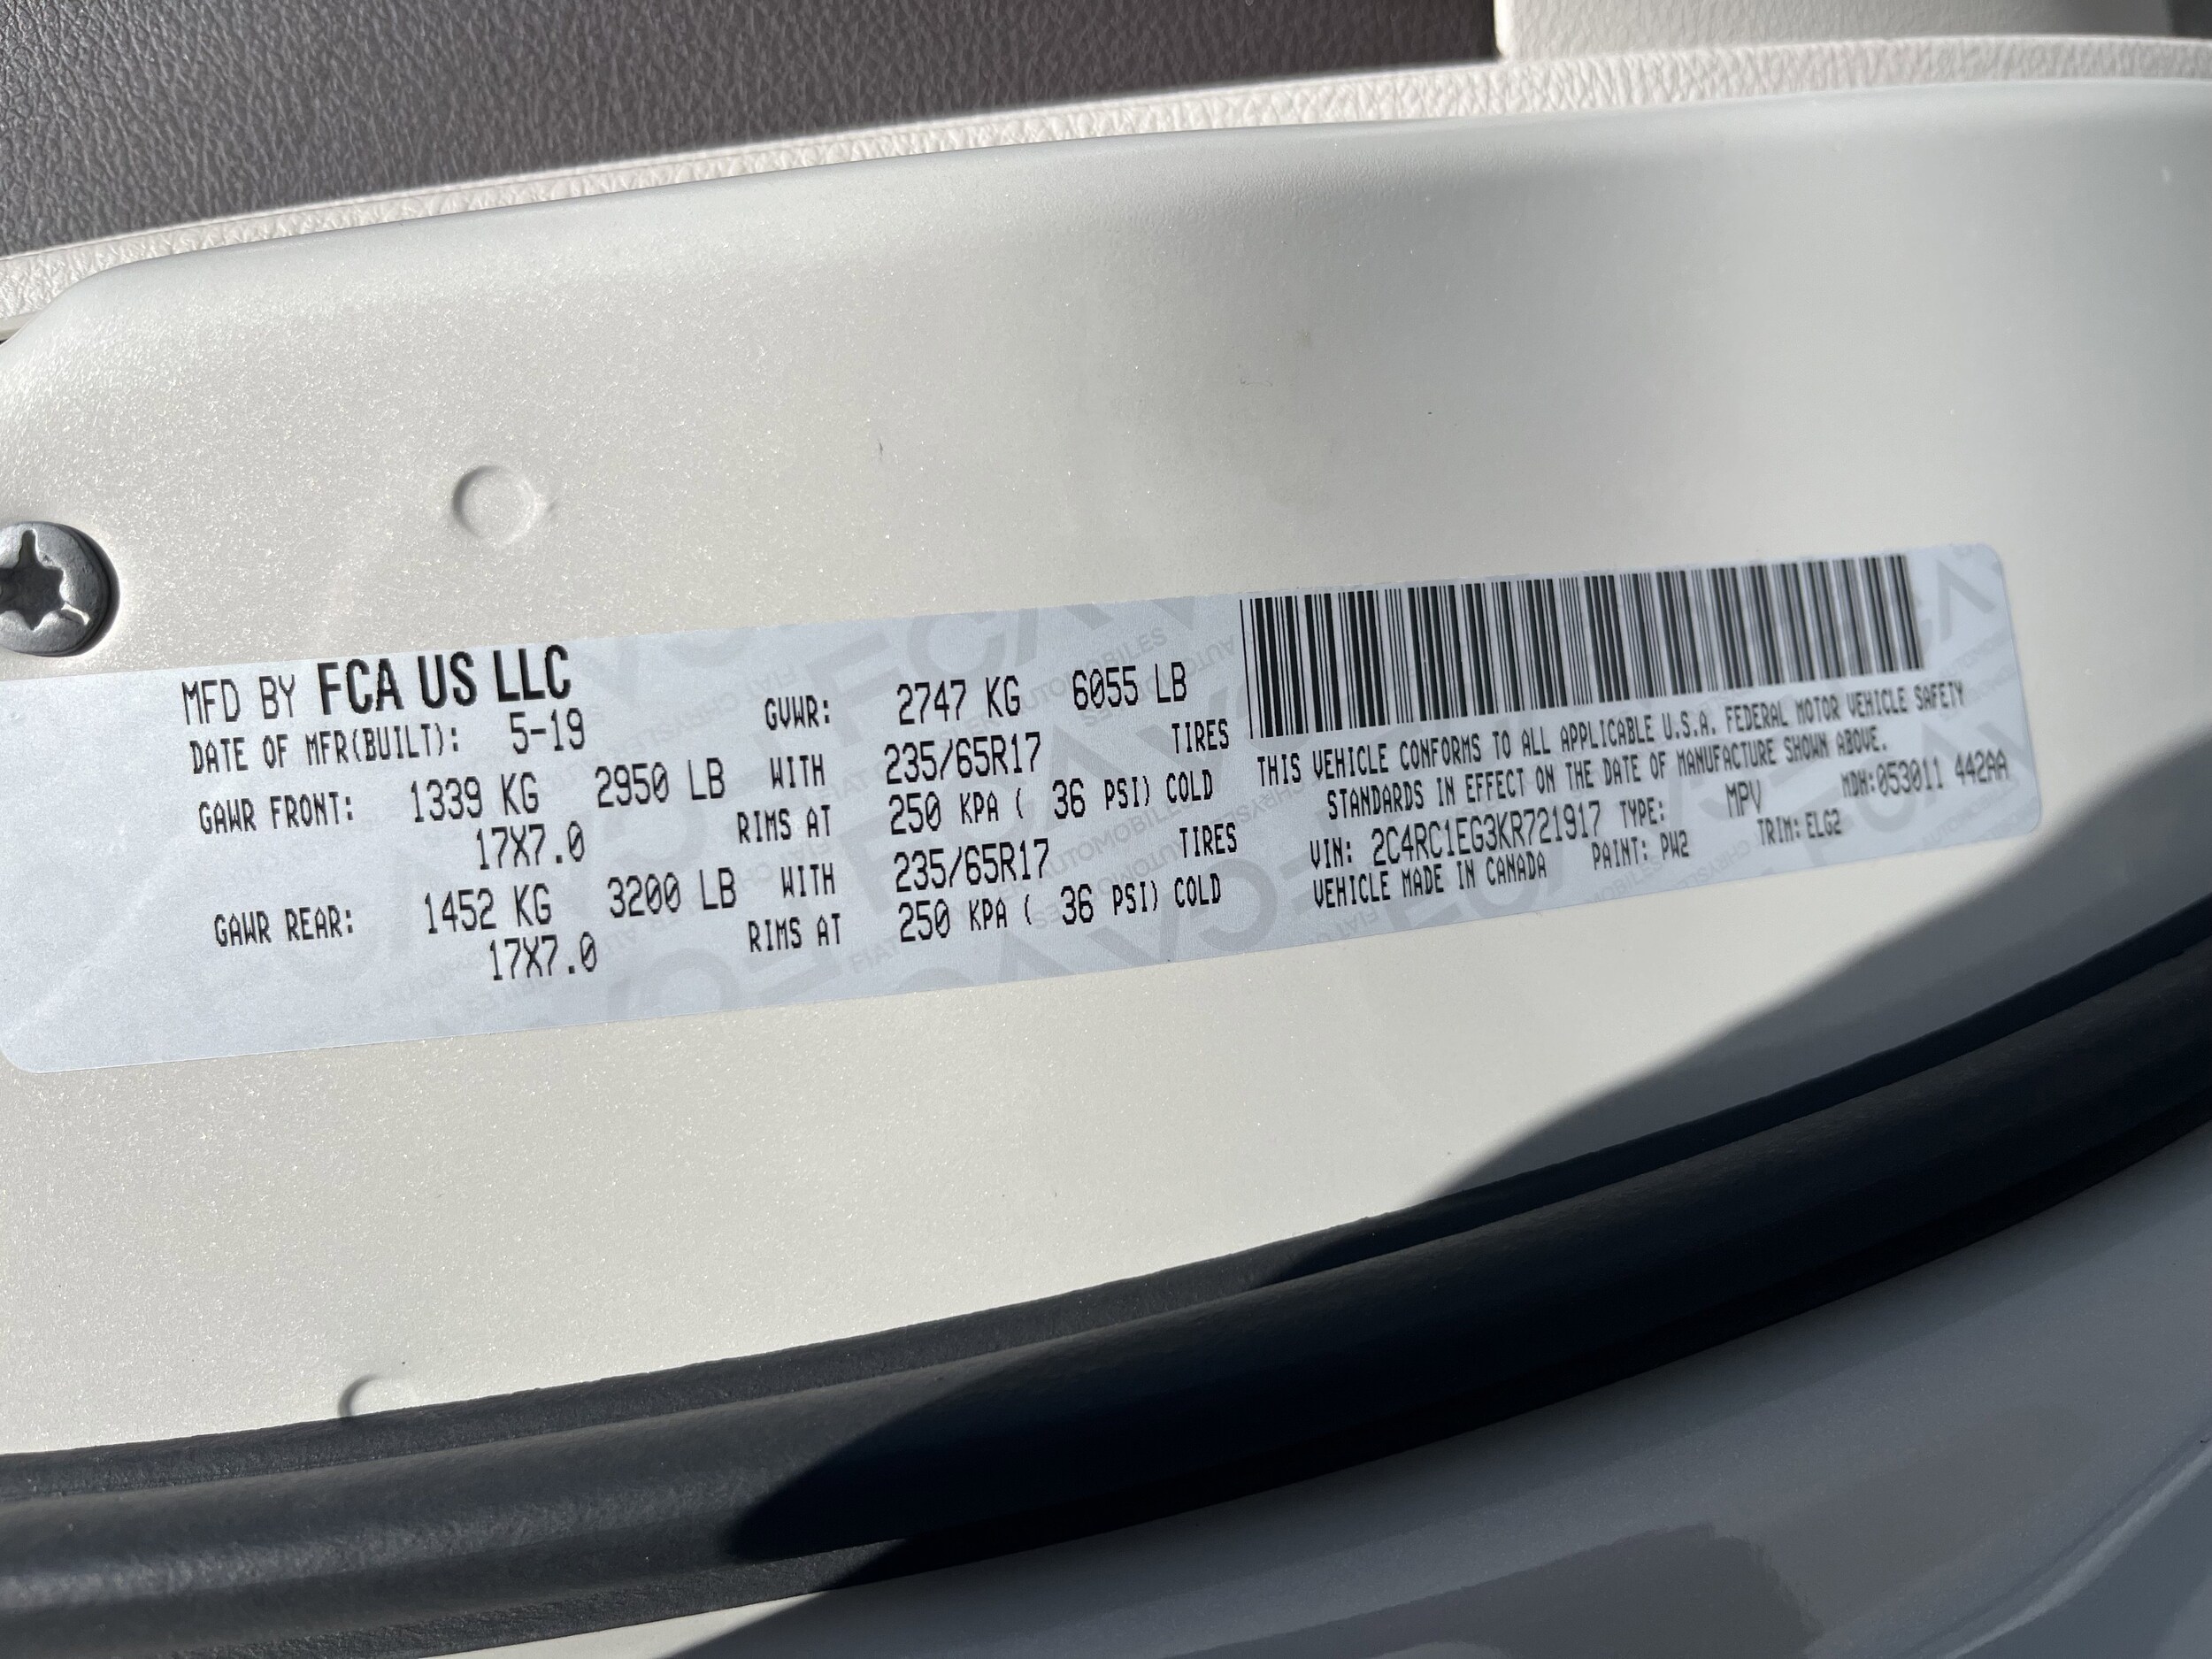 MFD BY FCA US LLC
DATE OF MFR(BUILT): 5-19 GVWR: 2747 KG 6055 LB
GAWR FRONT: 1339 KG 2950 LB WITH 235/65R17 TIRES
17X7.0 RIMS AT 250 KPA ( 36 PSI) COLD
GAWR REAR: 1452 KG 3200 LB WITH 235/65R17 TIRES
17X7.0 RIMS AT 250 KPA ( 36 PSI) COLD
THIS VEHICLE CONFORMS TO ALL APPLICABLE U.S.A. FEDERAL MOTOR VEHICLE SAFETY
STANDARDS IN EFFECT ON THE DATE OF MANUFACTURE SHOWN ABOVE.
VIN: 2C4RC1EG3KR721917 TYPE: MPV MDH:053011 442AA
VEHICLE MADE IN CANADA PAINT: PW2 TRIM: ELG2